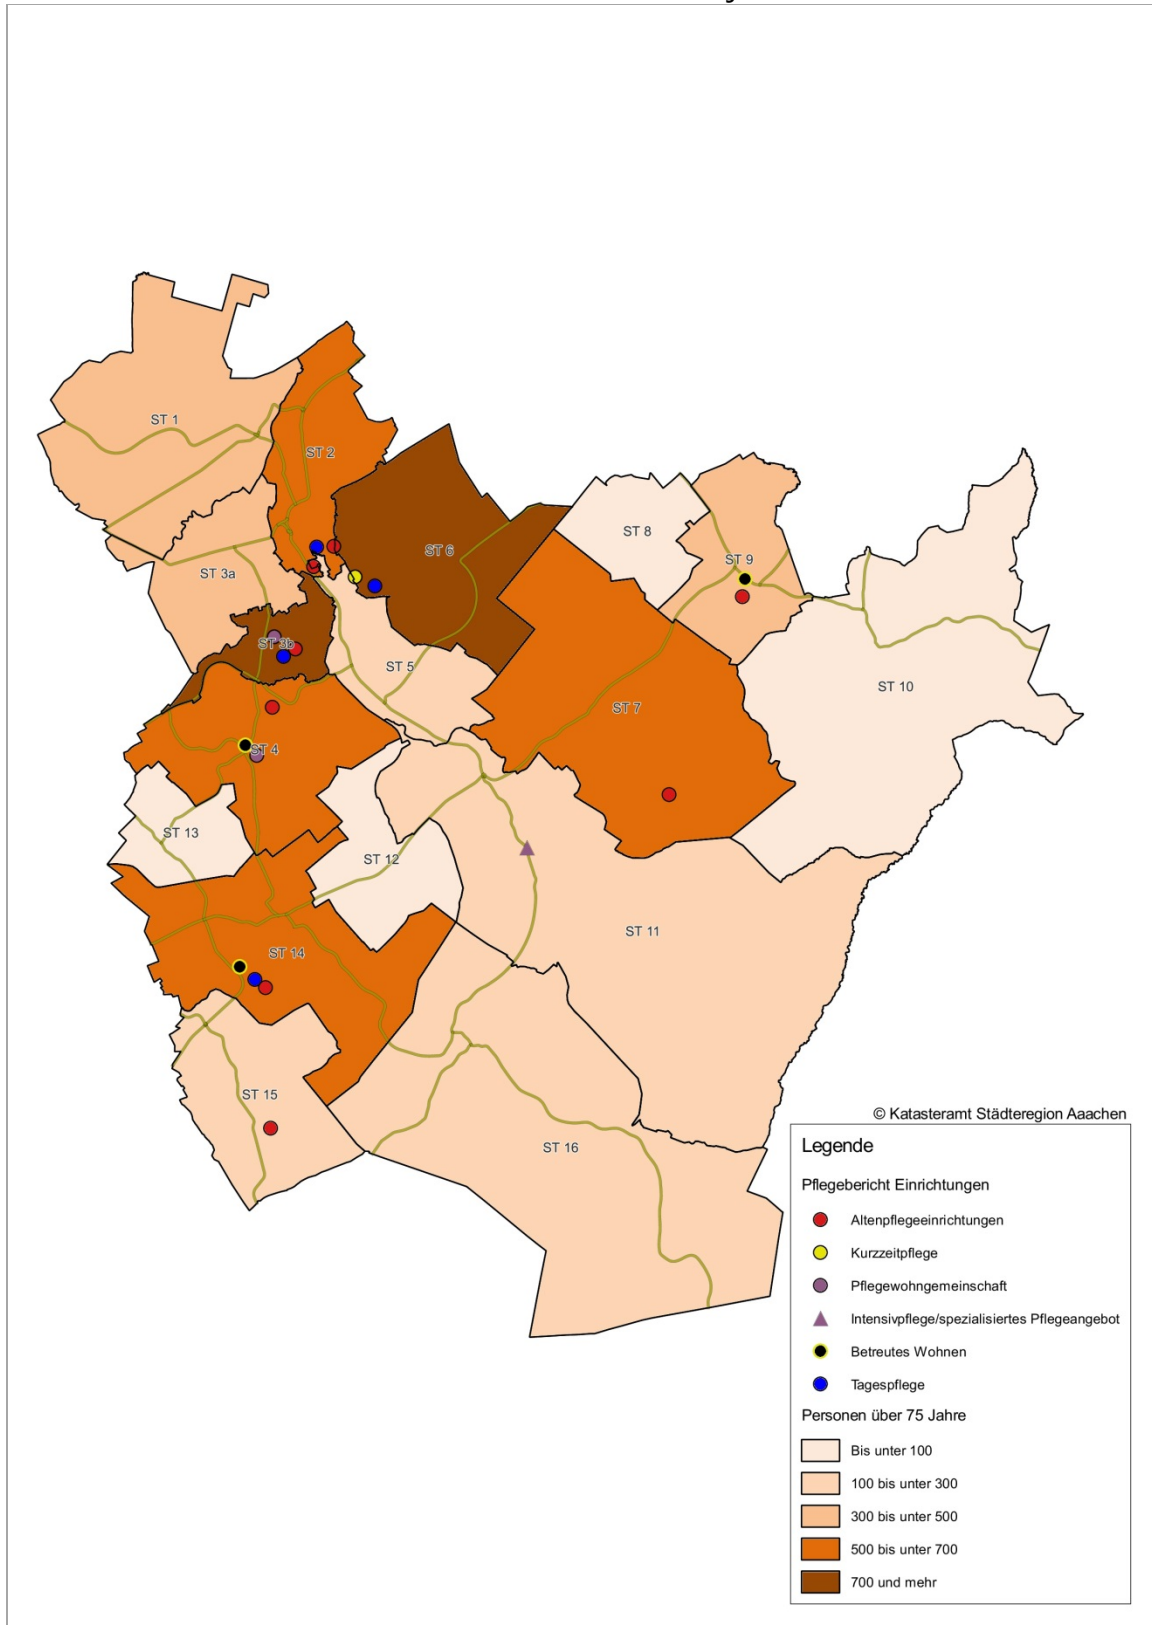 ST 1
ST 2
ST 6
ST 8
ST 9
ST 3a
ST 3b
ST 5
ST 10
ST 7
ST 4
ST 13
ST 12
ST 11
ST 14
ST 15
ST 16
© Katasteramt Städteregion Aaachen
Legende
Pflegebericht Einrichtungen
Altenpflegeeinrichtungen
Kurzzeitpflege
Pflegewohngemeinschaft
Intensivpflege/spezialisiertes Pflegeangebot
Betreutes Wohnen
Tagespflege
Personen über 75 Jahre
Bis unter 100
100 bis unter 300
300 bis unter 500
500 bis unter 700
700 und mehr